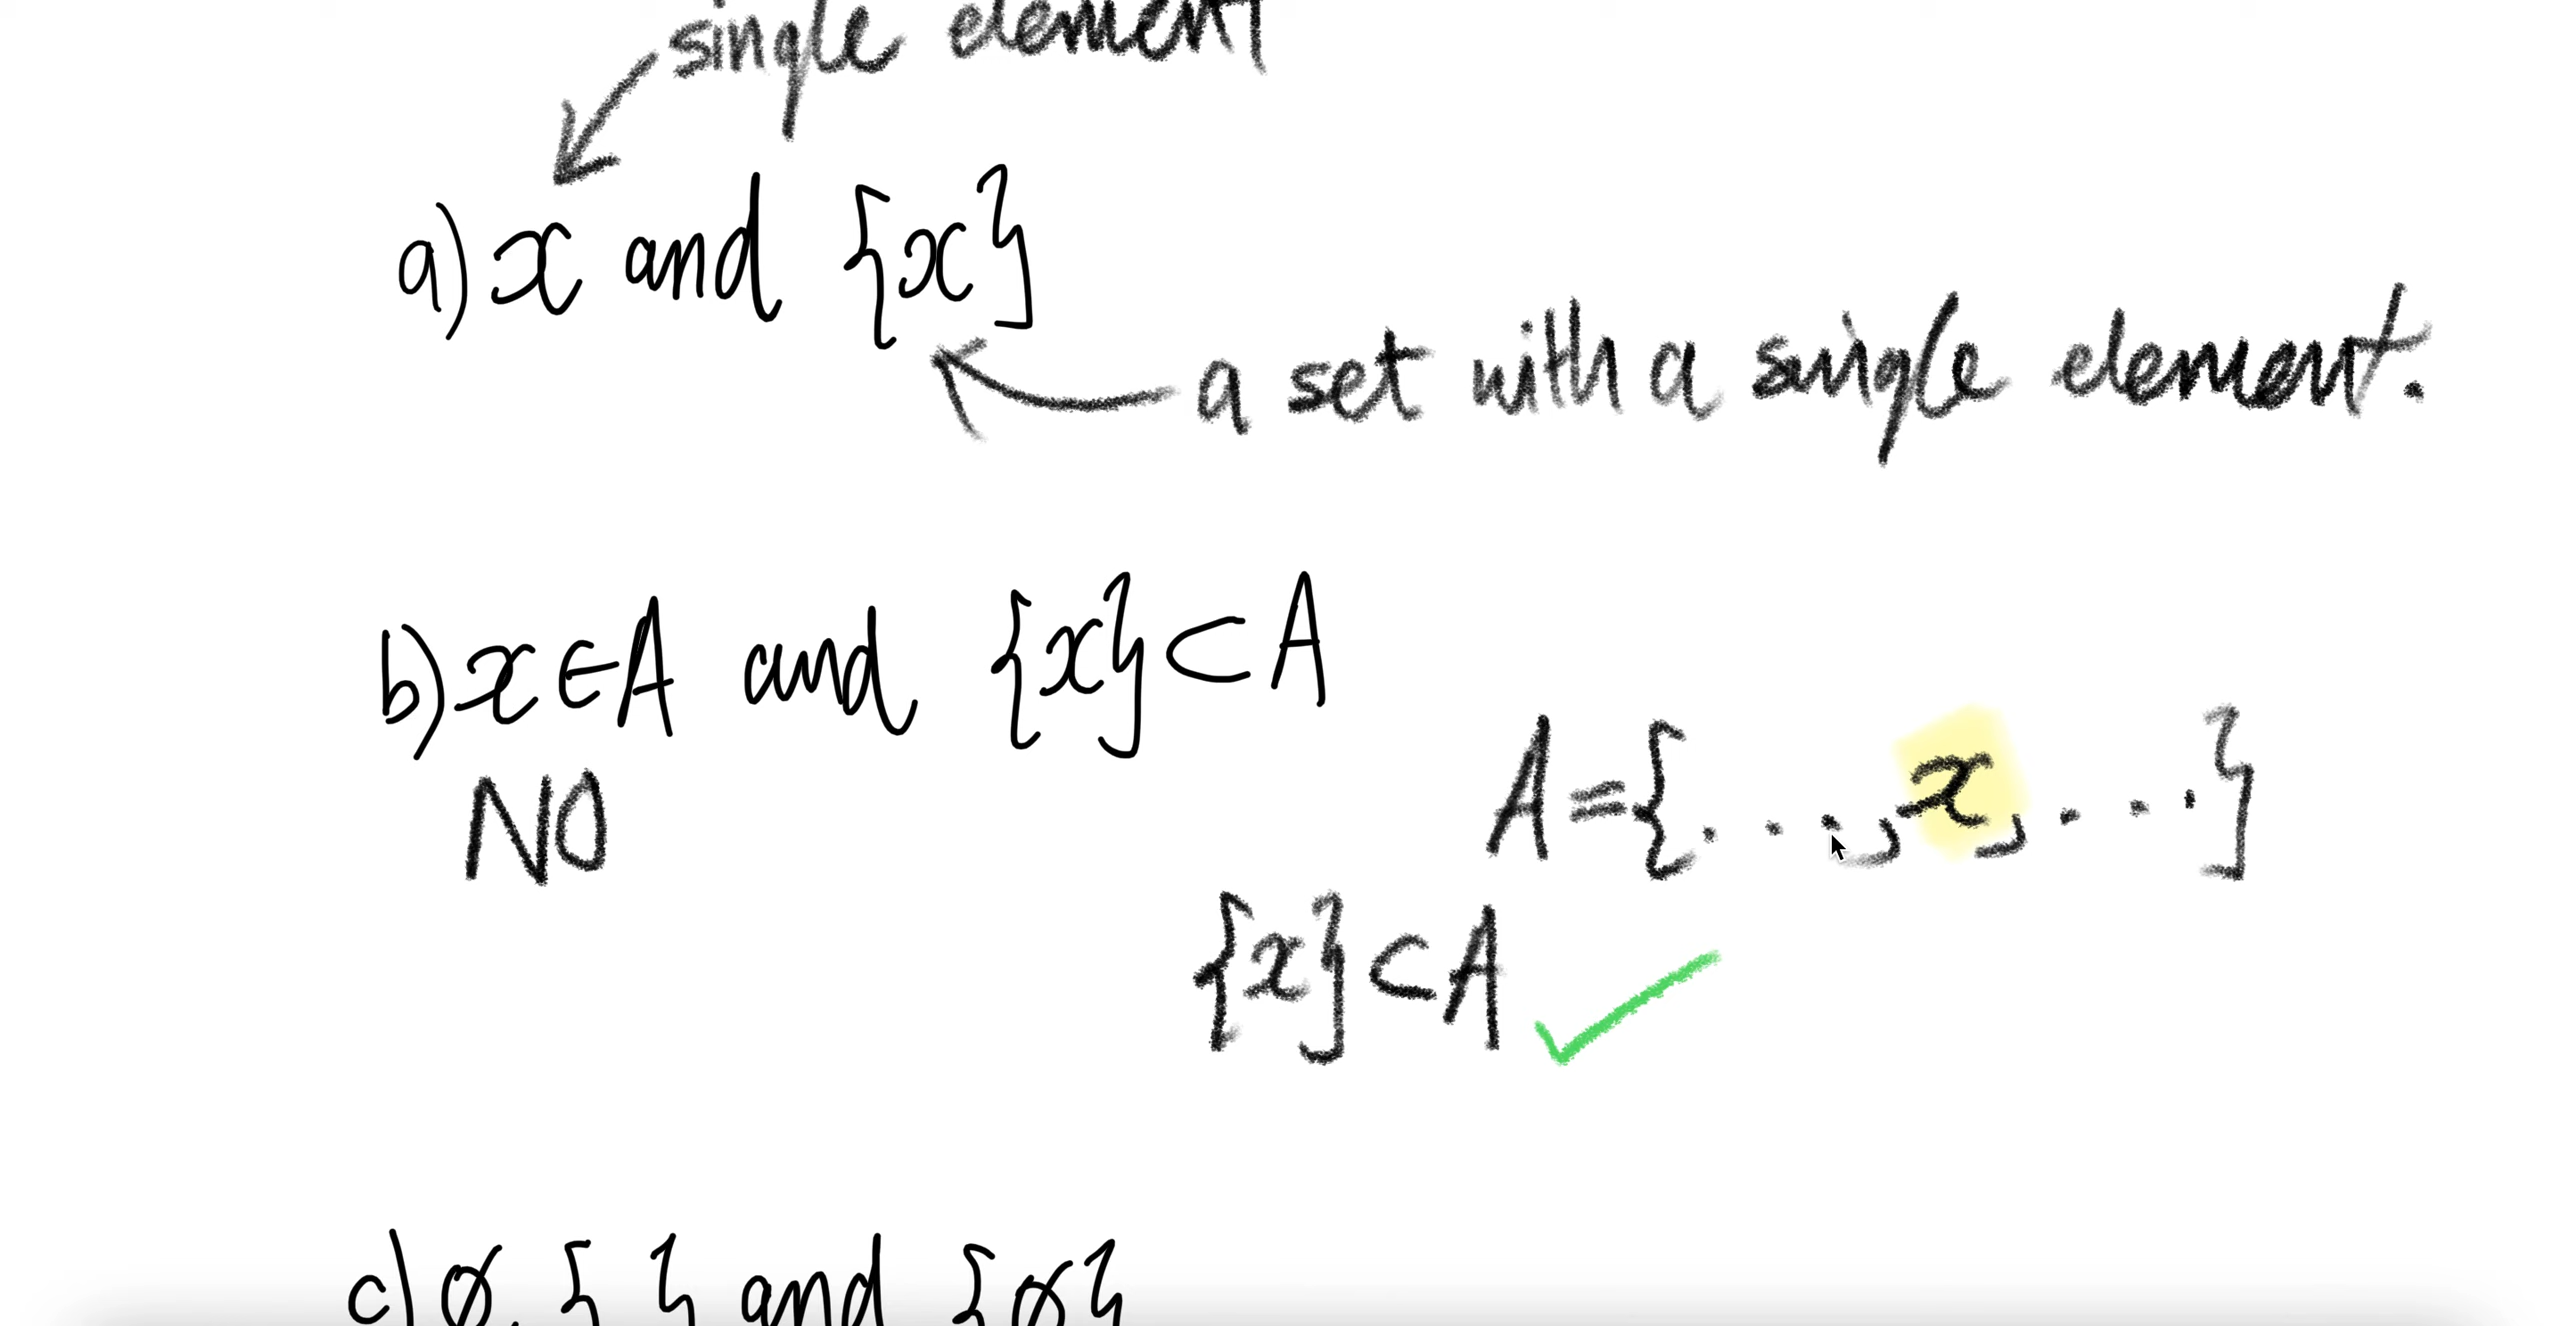 single element
a) x and {x}
a set with a single element.
b) x ∈ A and {x} ⊂ A
NO
A = {. . ., x, . . .}
{x} ⊂ A
c) ∅, { } and {∅}